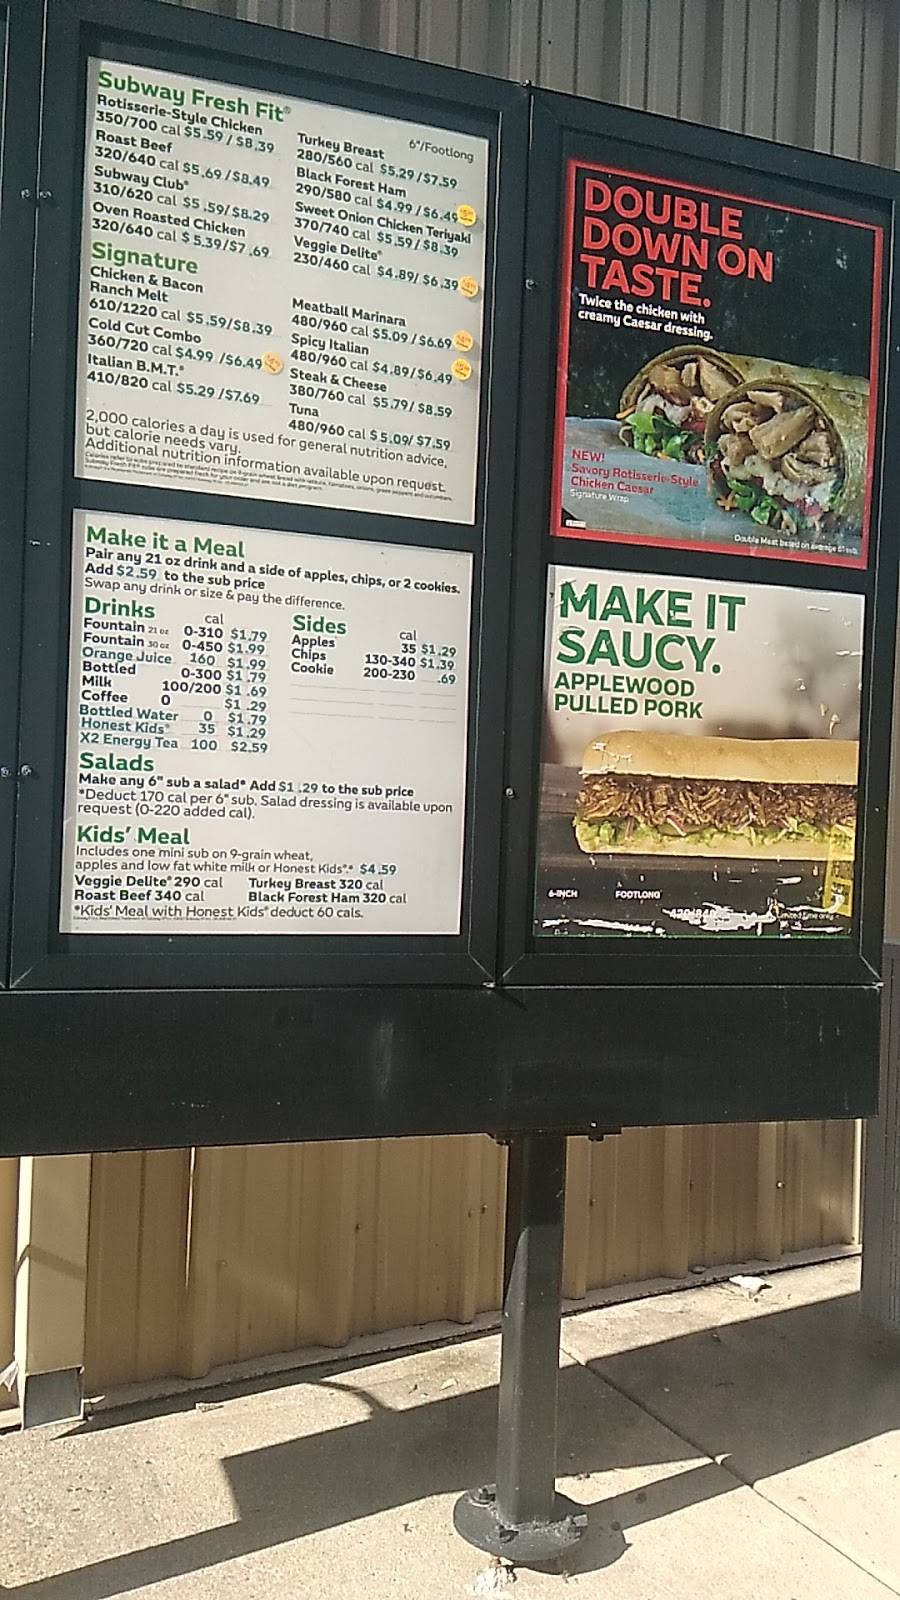 Subway Fresh Fit®
6"/Footlong
Rotisserie-Style Chicken
350/700 cal $5.59 / $8.39
Roast Beef
320/640 cal $5.69 / $8.49
Subway Club®
310/620 cal $5.59/ $8.29
Oven Roasted Chicken
320/640 cal $ 5.39/$7 .69
Turkey Breast
280/560 cal $5.29 /$7.59
Black Forest Ham
290/580 cal $4.99 / $6.49
Sweet Onion Chicken Teriyaki
370/740 cal $5.59/ $8.39
Veggie Delite®
230/460 cal $4.89/ $6 .39
Signature
Chicken & Bacon
Ranch Melt
610/1220 cal $5.59/$8.39
Cold Cut Combo
360/720 cal $4.99 /$6.49
Italian B.M.T.®
410/820 cal $5.29 /$7.69
Meatball Marinara
480/960 cal $5.09 / $6.69
Spicy Italian
480/960 cal $4.89/$6.49
Steak & Cheese
380/760 cal $5.79/ $8.59
Tuna
480/960 cal $ 5.09/ $7.59
2,000 calories a day is used for general nutrition advice,
but calorie needs vary.
Additional nutrition information available upon request.
Make it a Meal
Pair any 21 oz drink and a side of apples, chips, or 2 cookies.
Add $2.59 to the sub price
Swap any drink or size & pay the difference.
Drinks cal
Fountain 21 oz 0-310 $1.79
Fountain 30 oz 0-450 $1.99
Orange Juice 160 $1.99
Bottled 0-300 $1.79
Milk 100/200 $1 .69
Coffee 0 $1 .29
Bottled Water 0 $1.79
Honest Kids® 35 $1.29
X2 Energy Tea 100 $2.59
Sides cal
Apples 35 $1.29
Chips 130-340 $1.39
Cookie 200-230 .69
Salads
Make any 6" sub a salad* Add $1 .29 to the sub price
*Deduct 170 cal per 6" sub. Salad dressing is available upon
request (0-220 added cal).
Kids' Meal
Includes one mini sub on 9-grain wheat,
apples and low fat white milk or Honest Kids®.* $4 .59
Veggie Delite® 290 cal Turkey Breast 320 cal
Roast Beef 340 cal Black Forest Ham 320 cal
*Kids' Meal with Honest Kids® deduct 60 cals.
DOUBLE
DOWN ON
TASTE.
Twice the chicken with
creamy Caesar dressing.
NEW!
Savory Rotisserie-Style
Chicken Caesar
Signature Wrap
Double Meat based on average 6" sub.
MAKE IT
SAUCY.
APPLEWOOD
PULLED PORK
6-INCH FOOTLONG